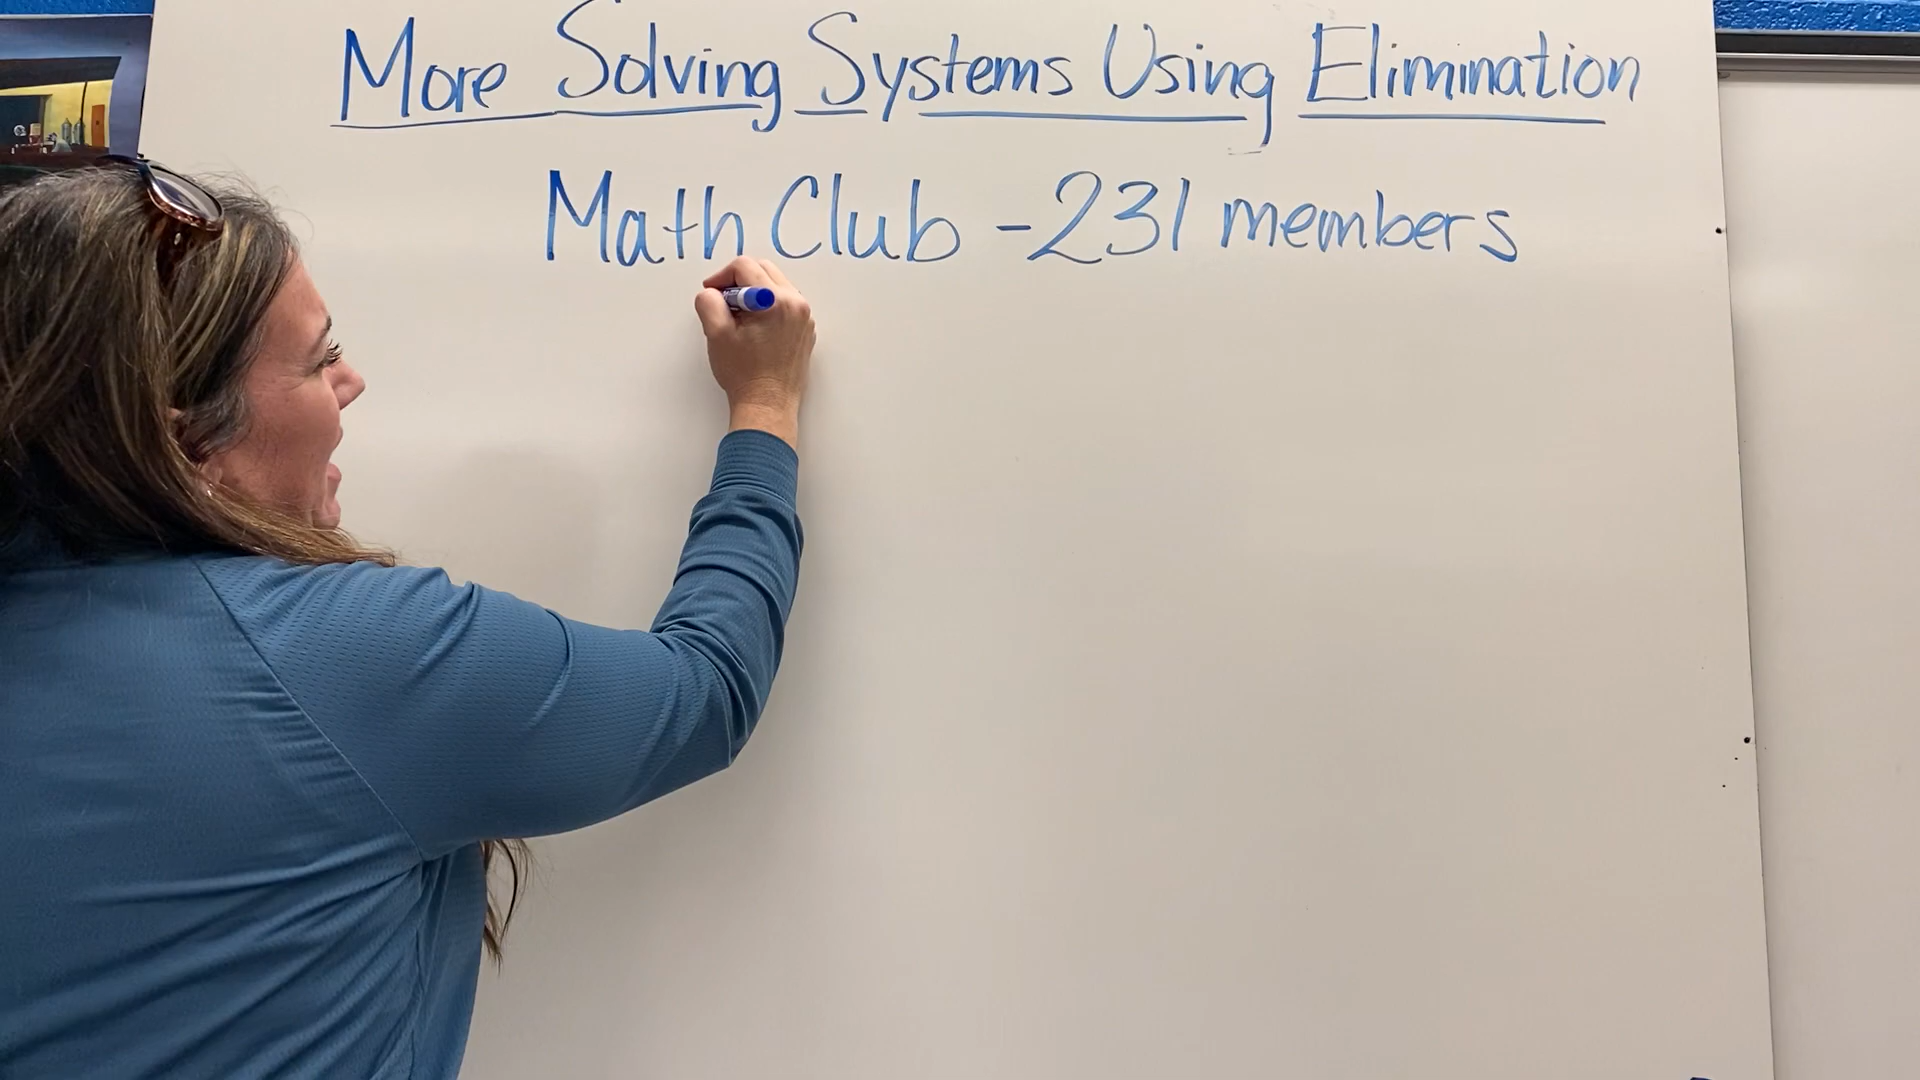 More Solving Systems Using Elimination
Math Club - 231 members